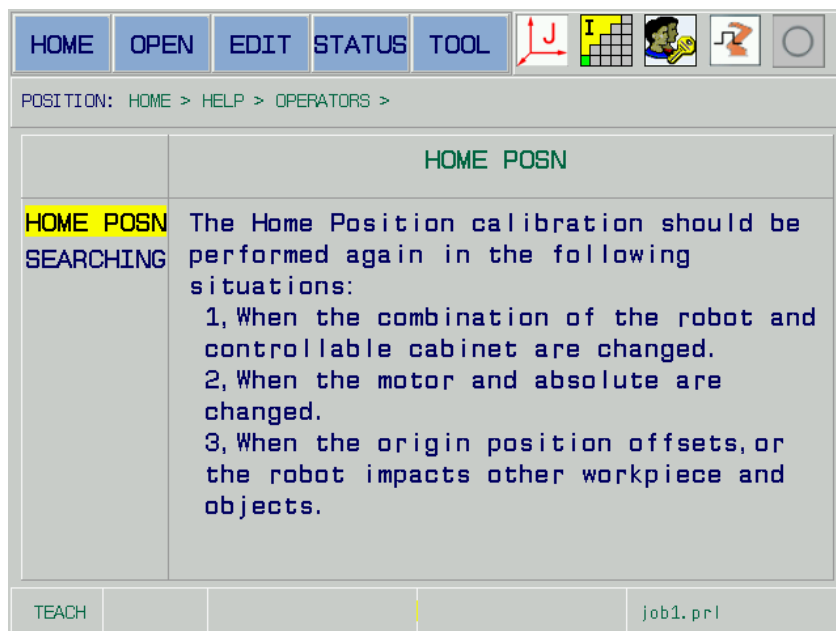 HOME OPEN EDIT STATUS TOOL J I
POSITION: HOME > HELP > OPERATORS >
HOME POSN
HOME POSN
SEARCHING
The Home Position calibration should be
performed again in the following
situations:
1,When the combination of the robot and
controllable cabinet are changed.
2,When the motor and absolute are
changed.
3,When the origin position offsets,or
the robot impacts other workpiece and
objects.
TEACH job1.prl